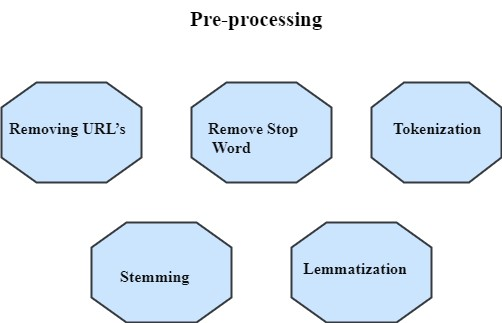 Pre-processing
Removing URL’s
Remove Stop
Word
Tokenization
Stemming
Lemmatization